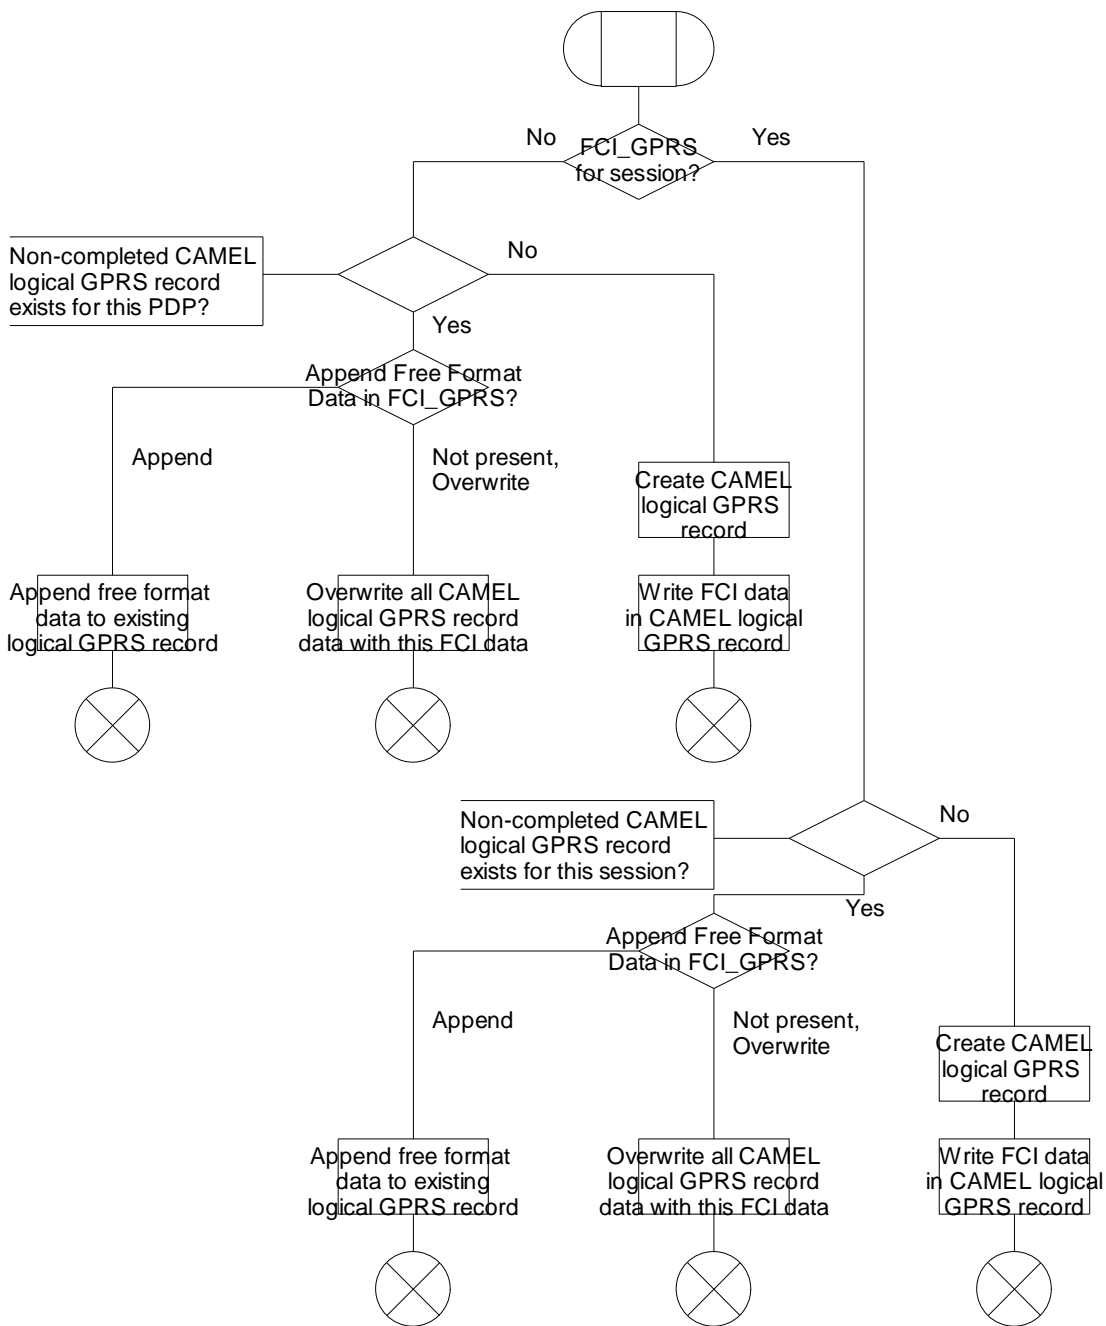 No
FCI_GPRS
for session?
Yes
Non-completed CAMEL
logical GPRS record
exists for this PDP?
No
Yes
Append Free Format
Data in FCI_GPRS?
Append
Not present,
Overwrite
Create CAMEL
logical GPRS
record
Append free format
data to existing
logical GPRS record
Overwrite all CAMEL
logical GPRS record
data with this FCI data
Write FCI data
in CAMEL logical
GPRS record
Non-completed CAMEL
logical GPRS record
exists for this session?
No
Yes
Append Free Format
Data in FCI_GPRS?
Append
Not present,
Overwrite
Create CAMEL
logical GPRS
record
Append free format
data to existing
logical GPRS record
Overwrite all CAMEL
logical GPRS record
data with this FCI data
Write FCI data
in CAMEL logical
GPRS record